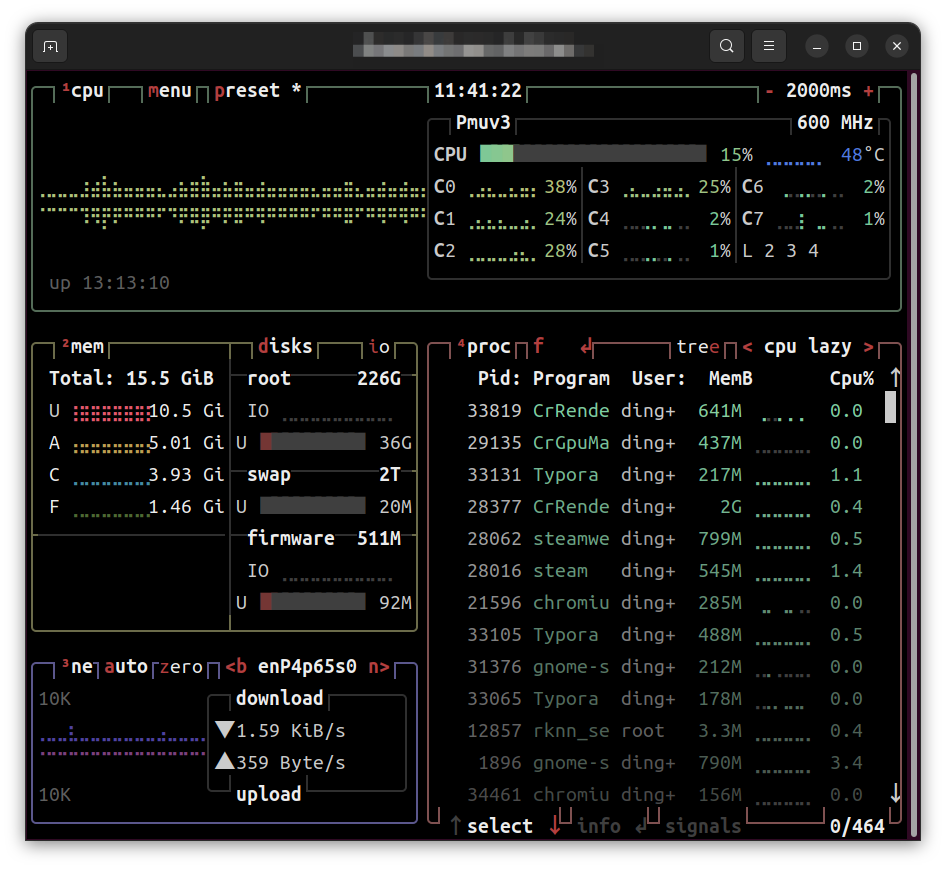 ¹cpu menu preset * 11:41:22 - 2000ms +
Pmuv3 600 MHz
CPU 15% 48°C
C0 38% C3 25% C6 2%
C1 24% C4 2% C7 1%
C2 28% C5 1% L 2 3 4
up 13:13:10
²mem disks io
Total: 15.5 GiB
U 10.5 Gi
A 5.01 Gi
C 3.93 Gi
F 1.46 Gi
root 226G
IO
U 36G
swap 2T
U 20M
firmware 511M
IO
U 92M
³ne auto zero <b enP4p65s0 n>
10K
download
▼1.59 KiB/s
▲359 Byte/s
10K
upload
⁴proc f ↲ tree < cpu lazy >
Pid: Program User: MemB Cpu% ↑
33819 CrRende ding+ 641M 0.0
29135 CrGpuMa ding+ 437M 0.0
33131 Typora ding+ 217M 1.1
28377 CrRende ding+ 2G 0.4
28062 steamwe ding+ 799M 0.5
28016 steam ding+ 545M 1.4
21596 chromiu ding+ 285M 0.0
33105 Typora ding+ 488M 0.5
31376 gnome-s ding+ 212M 0.0
33065 Typora ding+ 178M 0.0
12857 rknn_se root 3.3M 0.4
1896 gnome-s ding+ 790M 3.4
34461 chromiu ding+ 156M 0.0 ↓
↑ select ↓ info ↲ signals 0/464